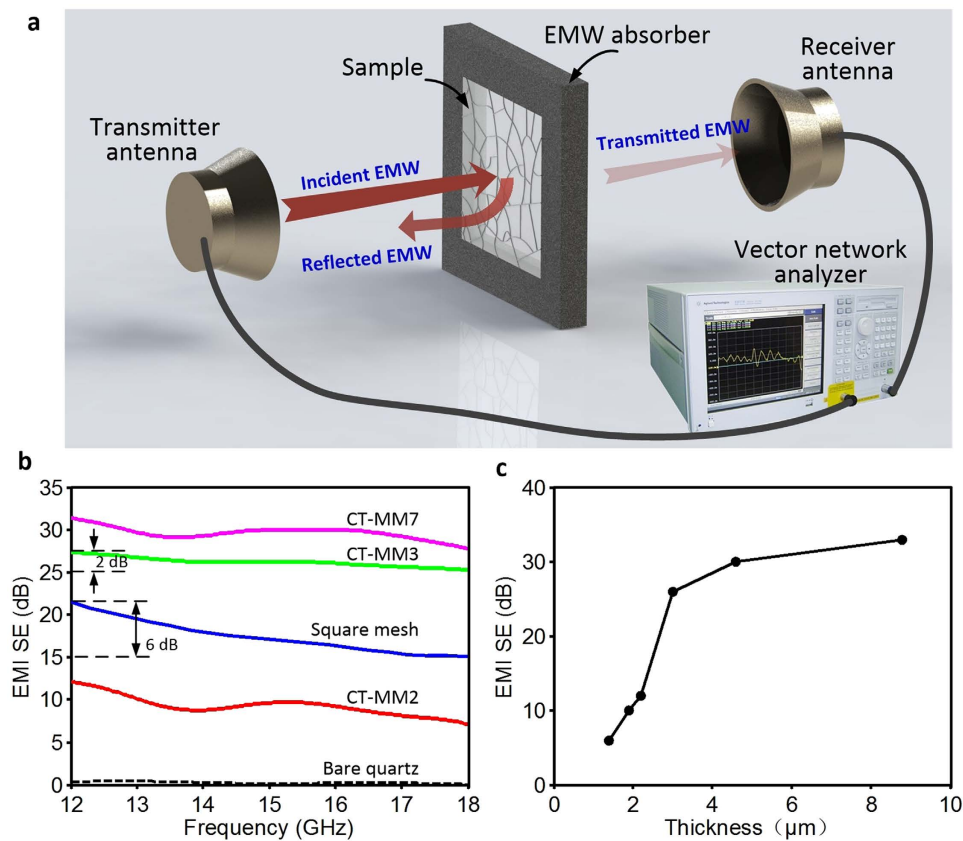 a
EMW absorber
Receiver
antenna
Sample
Transmitter
antenna
Transmitted EMW
Incident EMW
Reflected EMW
Vector network
analyzer
b
35
30
25
20
15
10
5
0
EMI SE (dB)
CT-MM7
CT-MM3
2 dB
Square mesh
6 dB
CT-MM2
Bare quartz
12 13 14 15 16 17 18
Frequency (GHz)
c
40
30
20
10
0
EMI SE (dB)
0 2 4 6 8 10
Thickness（μm）